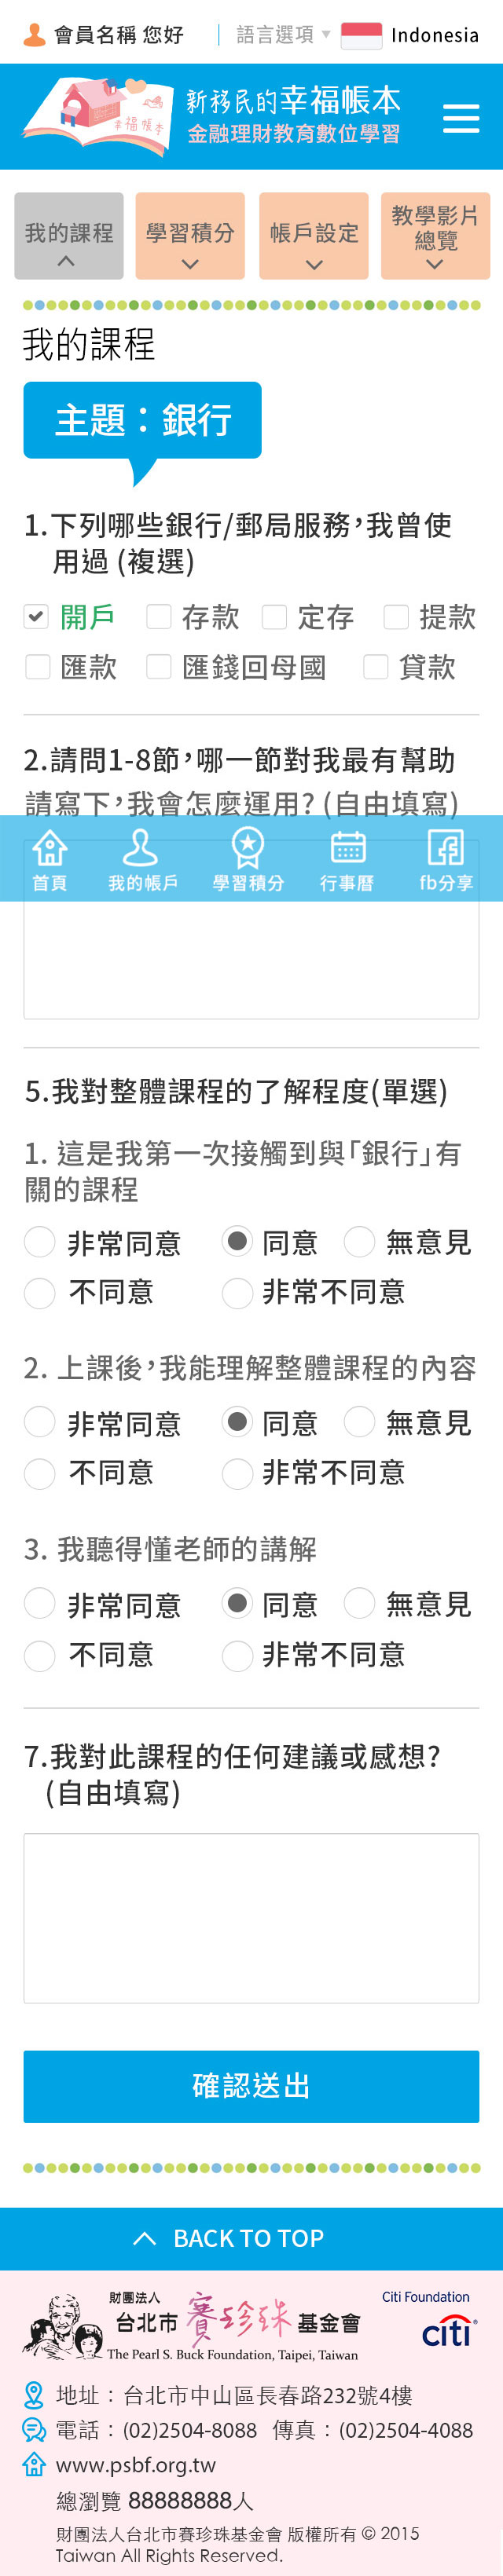 會員名稱 您好
語言選項 ▼ Indonesia
幸福帳本
新移民的幸福帳本
金融理財教育數位學習
我的課程
學習積分
帳戶設定
教學影片
總覽
我的課程
主題：銀行
1.下列哪些銀行/郵局服務,我曾使
用過 (複選)
開戶 存款 定存 提款
匯款 匯錢回母國 貸款
2.請問1-8節,哪一節對我最有幫助
請寫下,我會怎麼運用? (自由填寫)
首頁 我的帳戶 學習積分 行事曆 fb分享
5.我對整體課程的了解程度(單選)
1. 這是我第一次接觸到與「銀行」有
關的課程
非常同意 同意 無意見
不同意 非常不同意
2. 上課後,我能理解整體課程的內容
非常同意 同意 無意見
不同意 非常不同意
3. 我聽得懂老師的講解
非常同意 同意 無意見
不同意 非常不同意
7.我對此課程的任何建議或感想?
(自由填寫)
確認送出
BACK TO TOP
財團法人
台北市賽珍珠基金會
The Pearl S. Buck Foundation, Taipei, Taiwan
Citi Foundation
citi
地址：台北市中山區長春路232號4樓
電話：(02)2504-8088 傳真：(02)2504-4088
www.psbf.org.tw
總瀏覽 88888888人
財團法人台北市賽珍珠基金會 版權所有 © 2015
Taiwan All Rights Reserved.